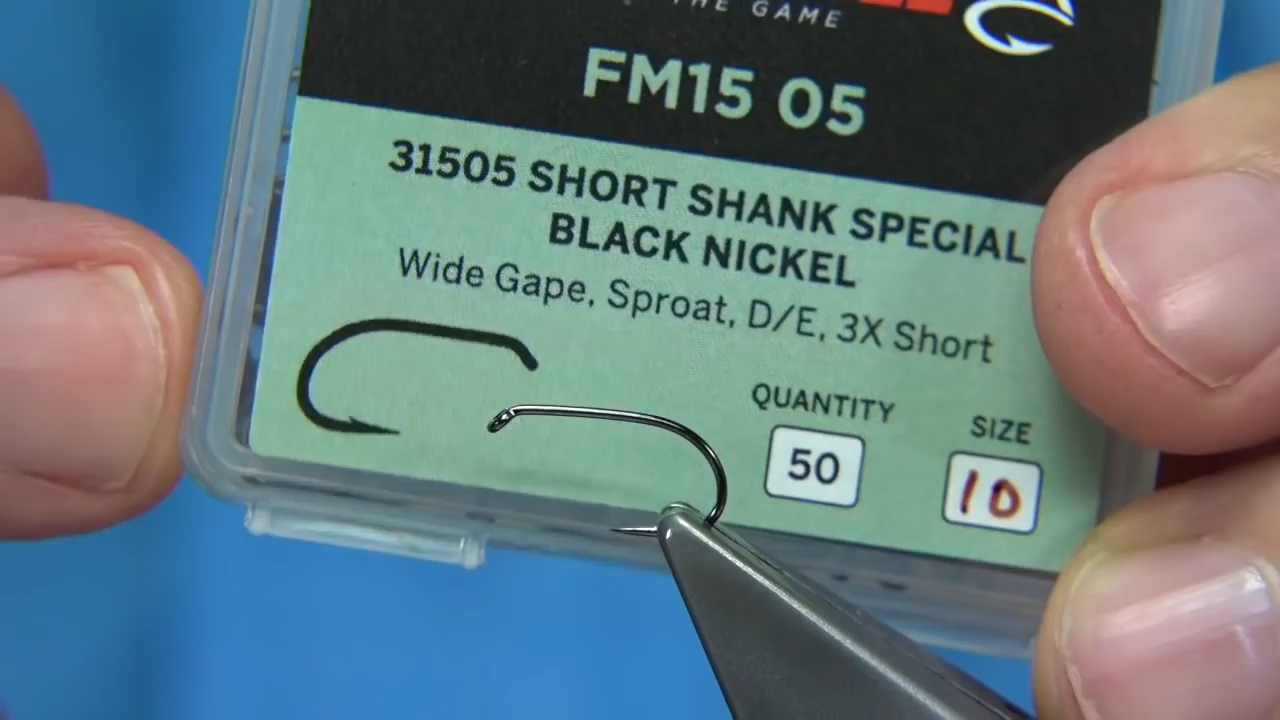 THE GAME
FM15 05
31505 SHORT SHANK SPECIAL
BLACK NICKEL
Wide Gape, Sproat, D/E, 3X Short
QUANTITY
50
SIZE
10